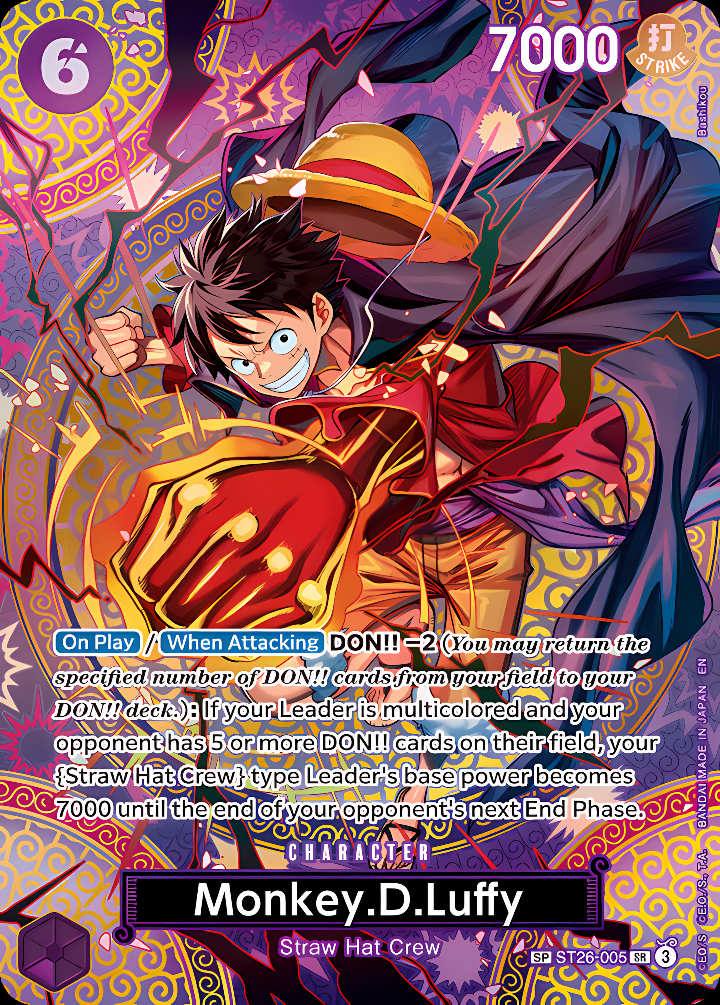 6
7000
打
STRIKE
Bushikou
On Play / When Attacking DON!! −2 (You may return the
specified number of DON!! cards from your field to your
DON!! deck.): If your Leader is multicolored and your
opponent has 5 or more DON!! cards on their field, your
{Straw Hat Crew} type Leader's base power becomes
7000 until the end of your opponent's next End Phase.
CHARACTER
Monkey.D.Luffy
Straw Hat Crew
SP ST26-005 SR 3
©E.O./S. ©E.O./S., T.A. BANDAI MADE IN JAPAN EN